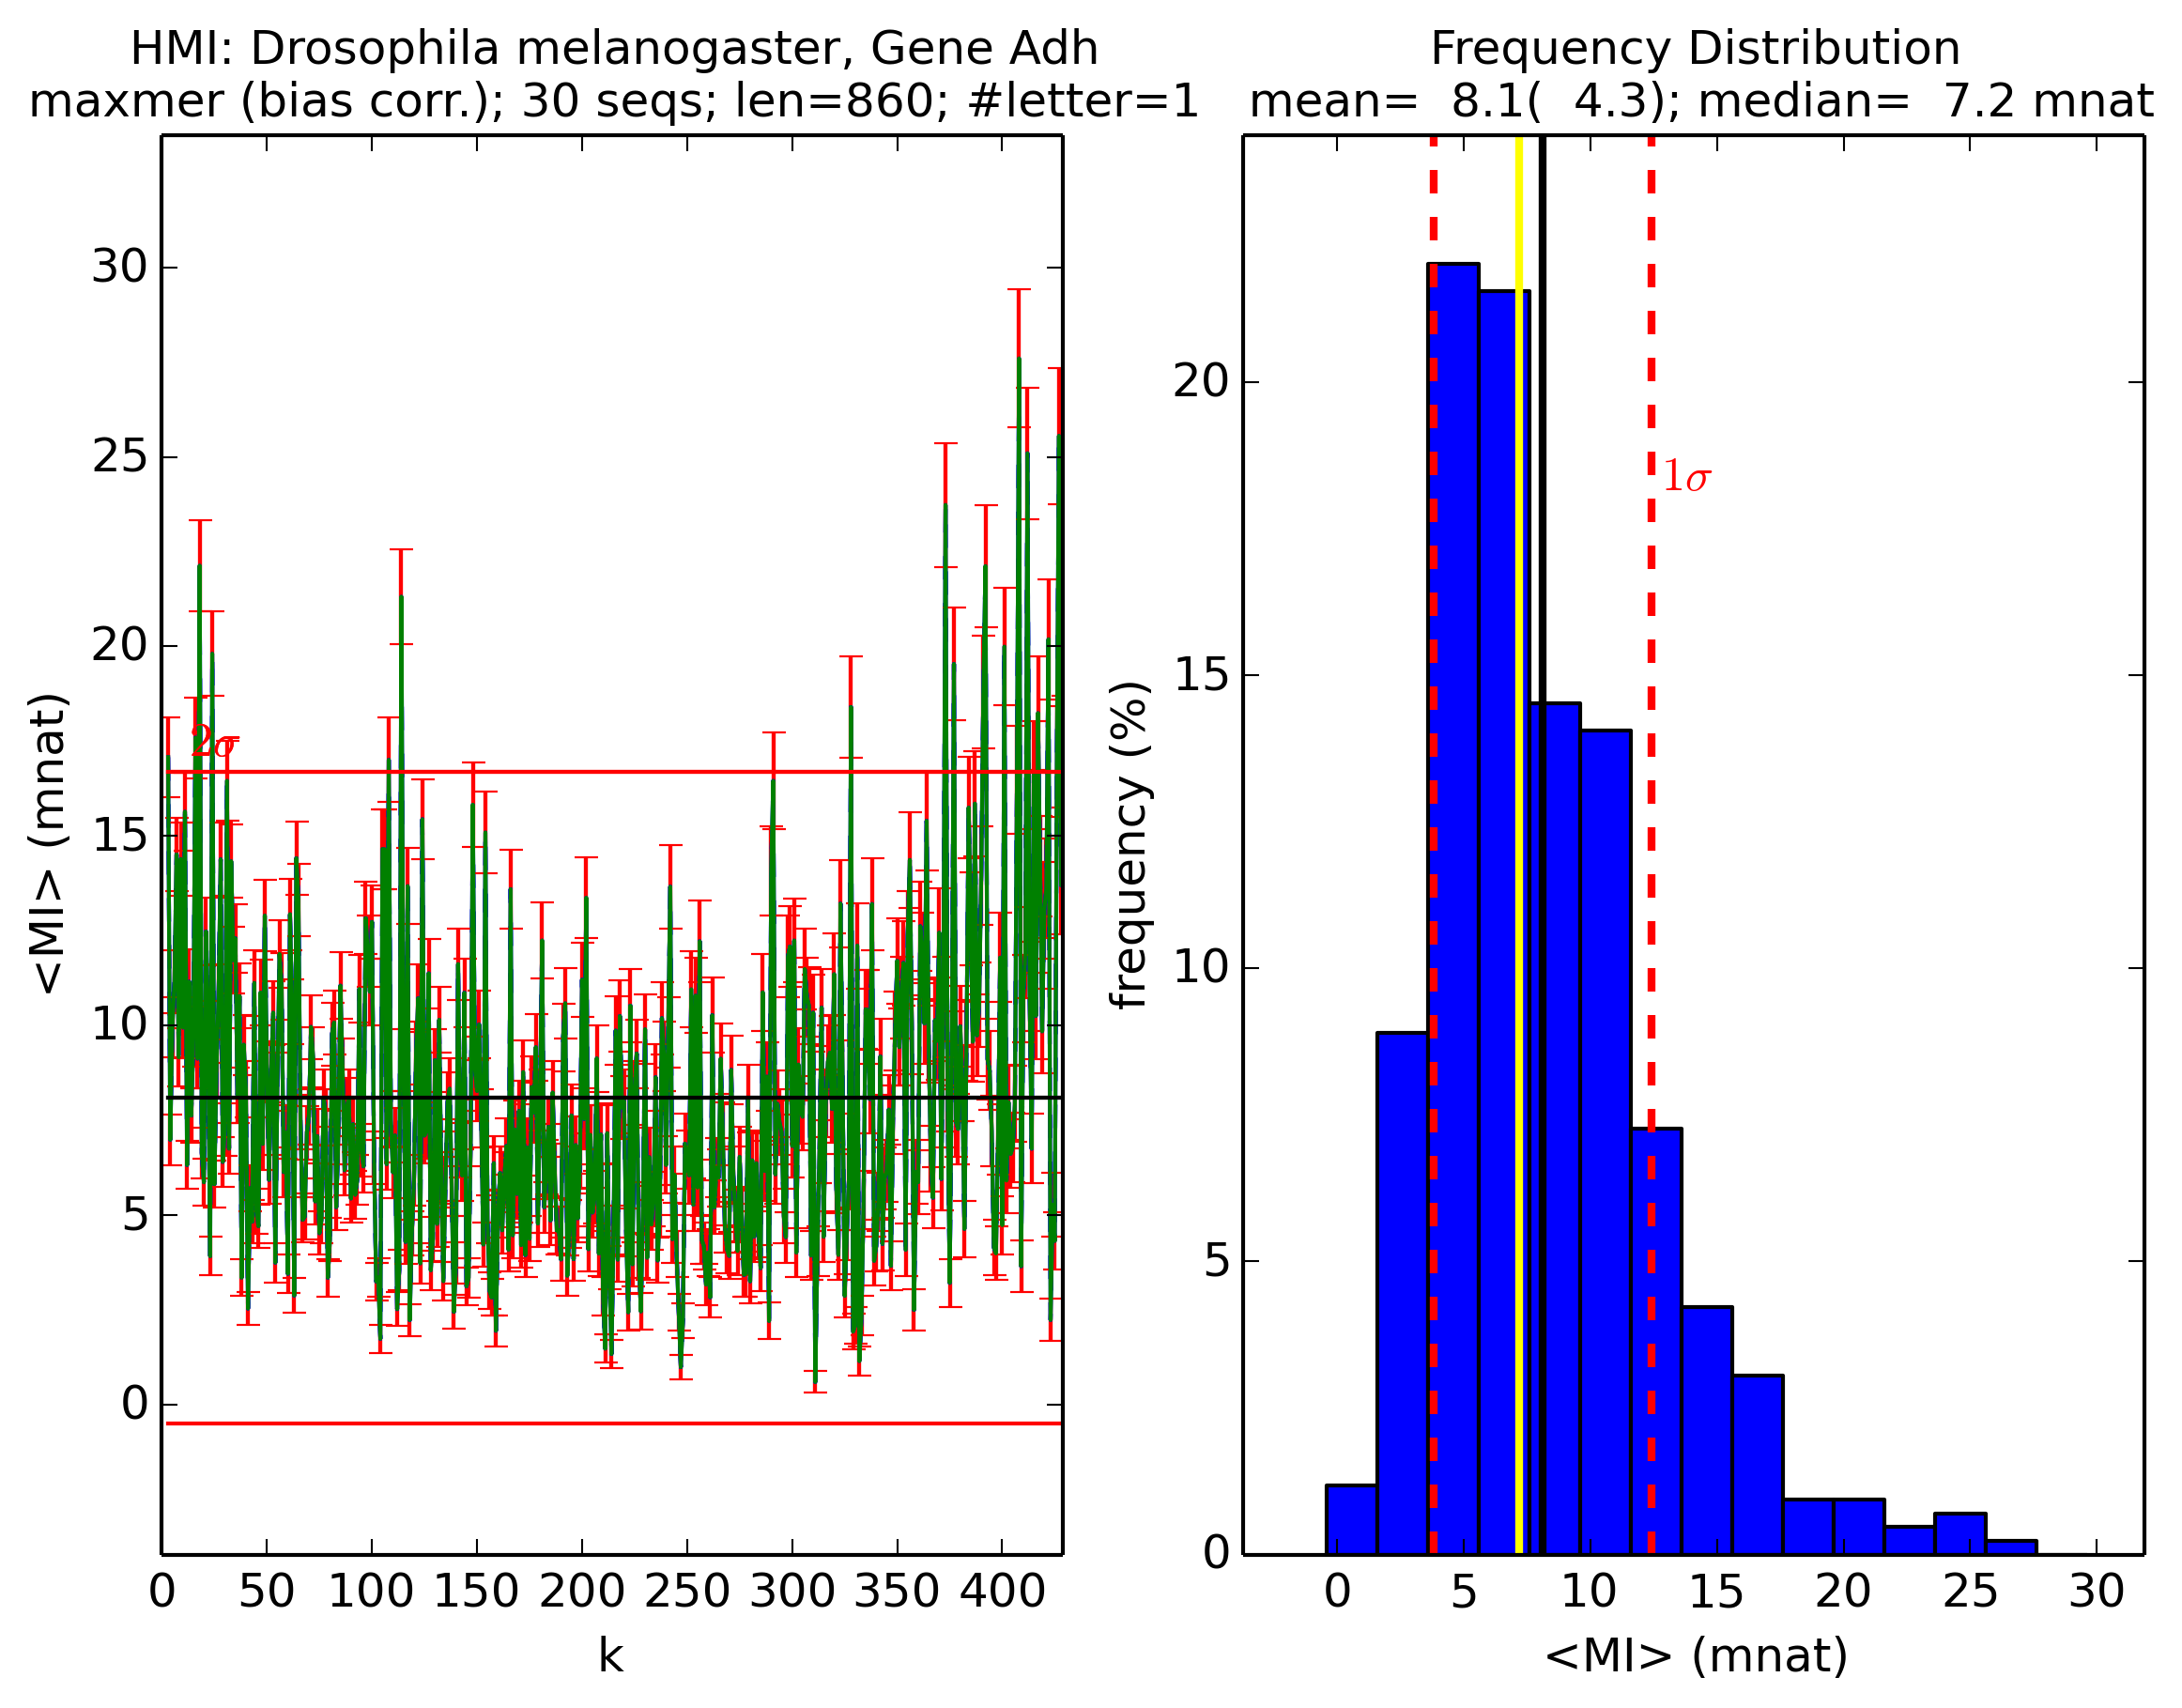 HMI: Drosophila melanogaster, Gene Adh
maxmer (bias corr.); 30 seqs; len=860; #letter=1
<MI> (mnat)
30
25
20
15
10
5
0
2σ
0 50 100 150 200 250 300 350 400
k
Frequency Distribution
mean=  8.1(  4.3); median=  7.2 mnat
frequency (%)
20
15
10
5
0
1σ
0 5 10 15 20 25 30
<MI> (mnat)